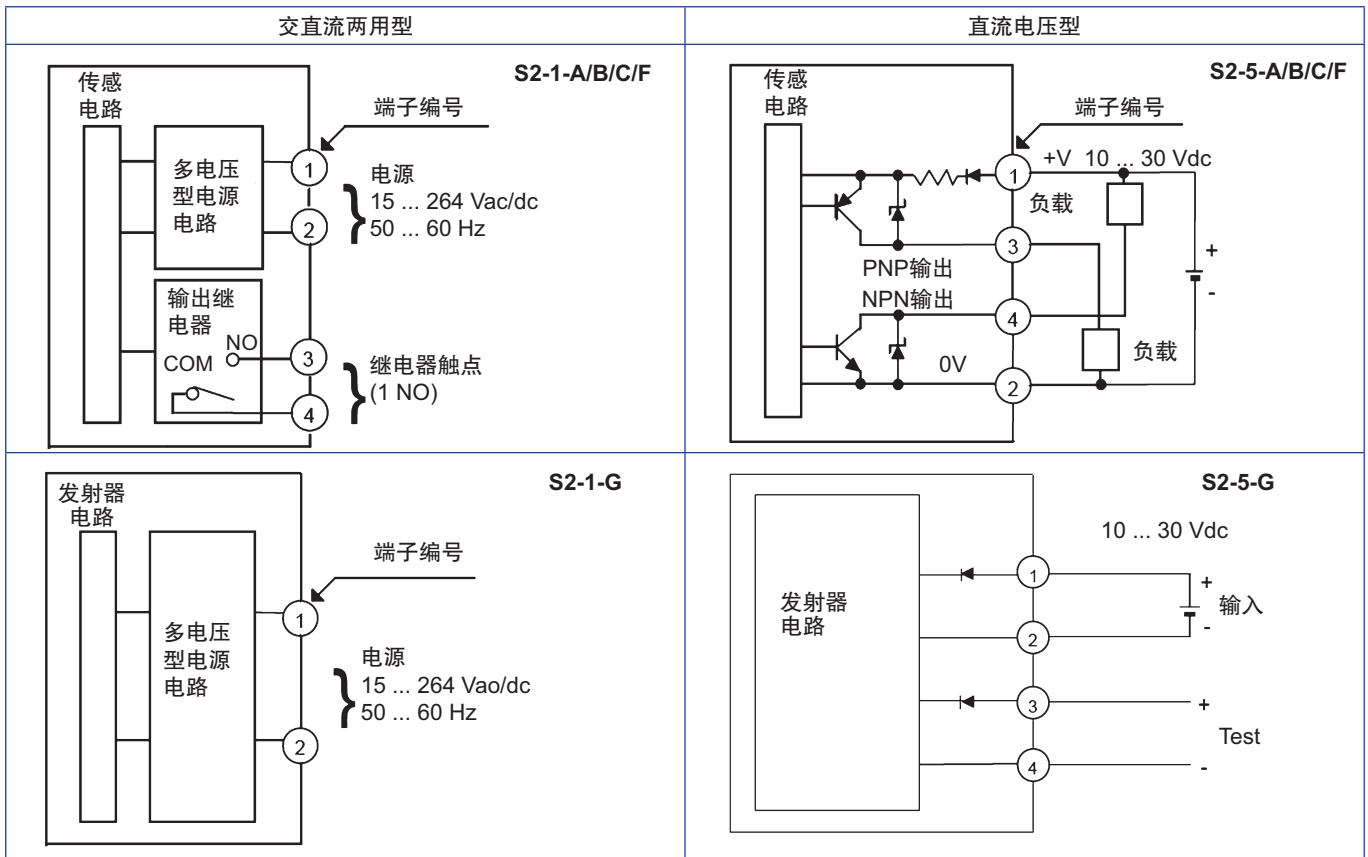 交直流两用型
直流电压型
S2-1-A/B/C/F
传感
电路
端子编号
多电压
型电源
电路
1
2
电源
15 ... 264 Vac/dc
50 ... 60 Hz
输出继
电器
NO
COM
3
4
继电器触点
(1 NO)
S2-5-A/B/C/F
传感
电路
端子编号
1
+V 10 ... 30 Vdc
负载
3
PNP输出
NPN输出
4
+
-
负载
0V
2
S2-1-G
发射器
电路
端子编号
1
多电压
型电源
电路
电源
15 ... 264 Vao/dc
50 ... 60 Hz
2
S2-5-G
10 ... 30 Vdc
发射器
电路
1
+
输入
-
2
3
+
Test
4
-